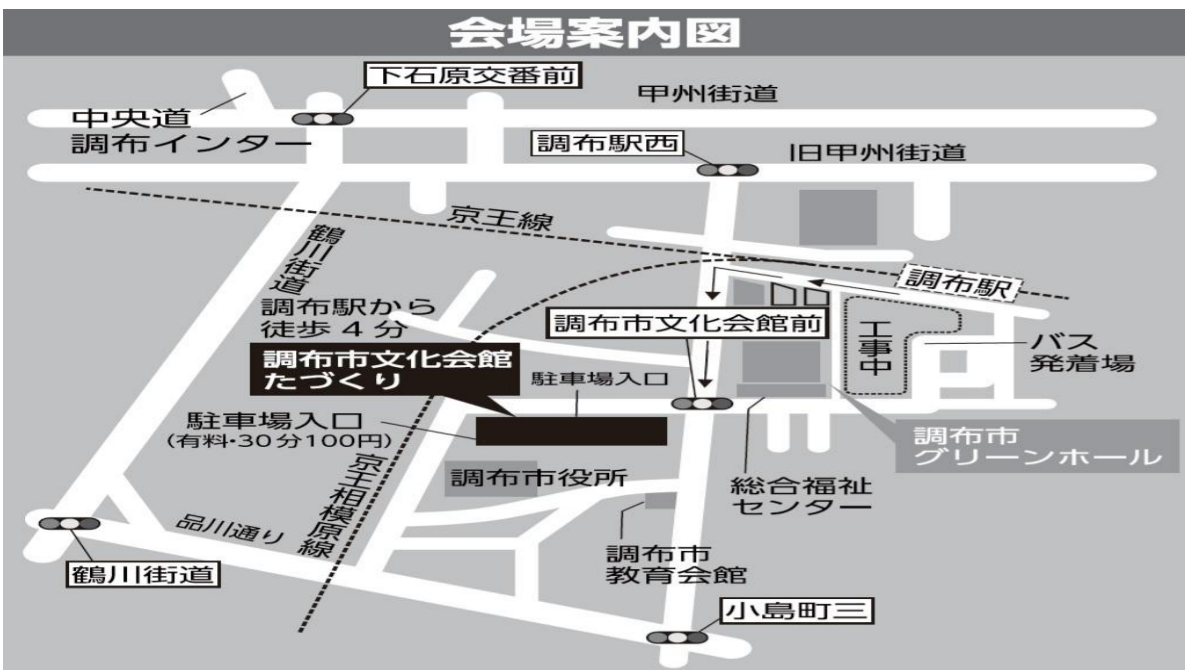 会場案内図
下石原交番前
甲州街道
中央道
調布インター
調布駅西
旧甲州街道
京王線
鶴川街道
調布駅
調布駅から
徒歩4分
調布市文化会館前
工事中
バス
発着場
調布市文化会館
たづくり
駐車場入口
駐車場入口
(有料・30分100円)
調布市
グリーンホール
京王相模原線
調布市役所
総合福祉
センター
品川通り
調布市
教育会館
鶴川街道
小島町三